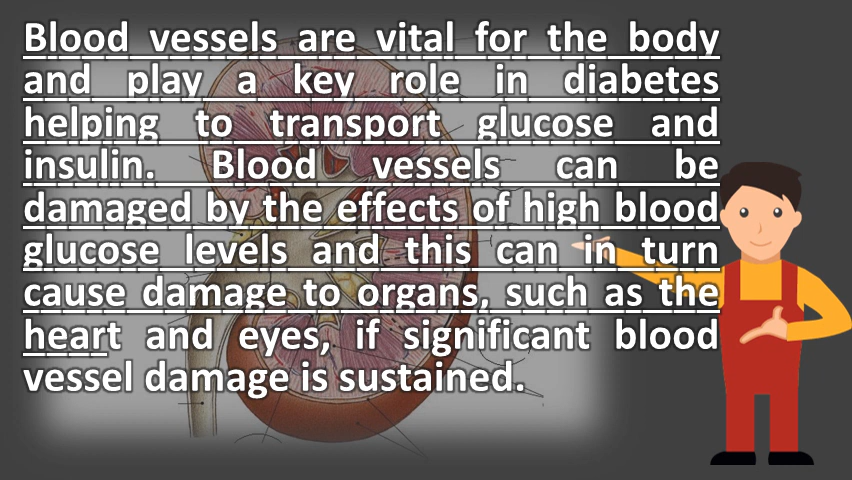 Blood vessels are vital for the body
and play a key role in diabetes
helping to transport glucose and
insulin. Blood vessels can be
damaged by the effects of high blood
glucose levels and this can in turn
cause damage to organs, such as the
heart and eyes, if significant blood
vessel damage is sustained.